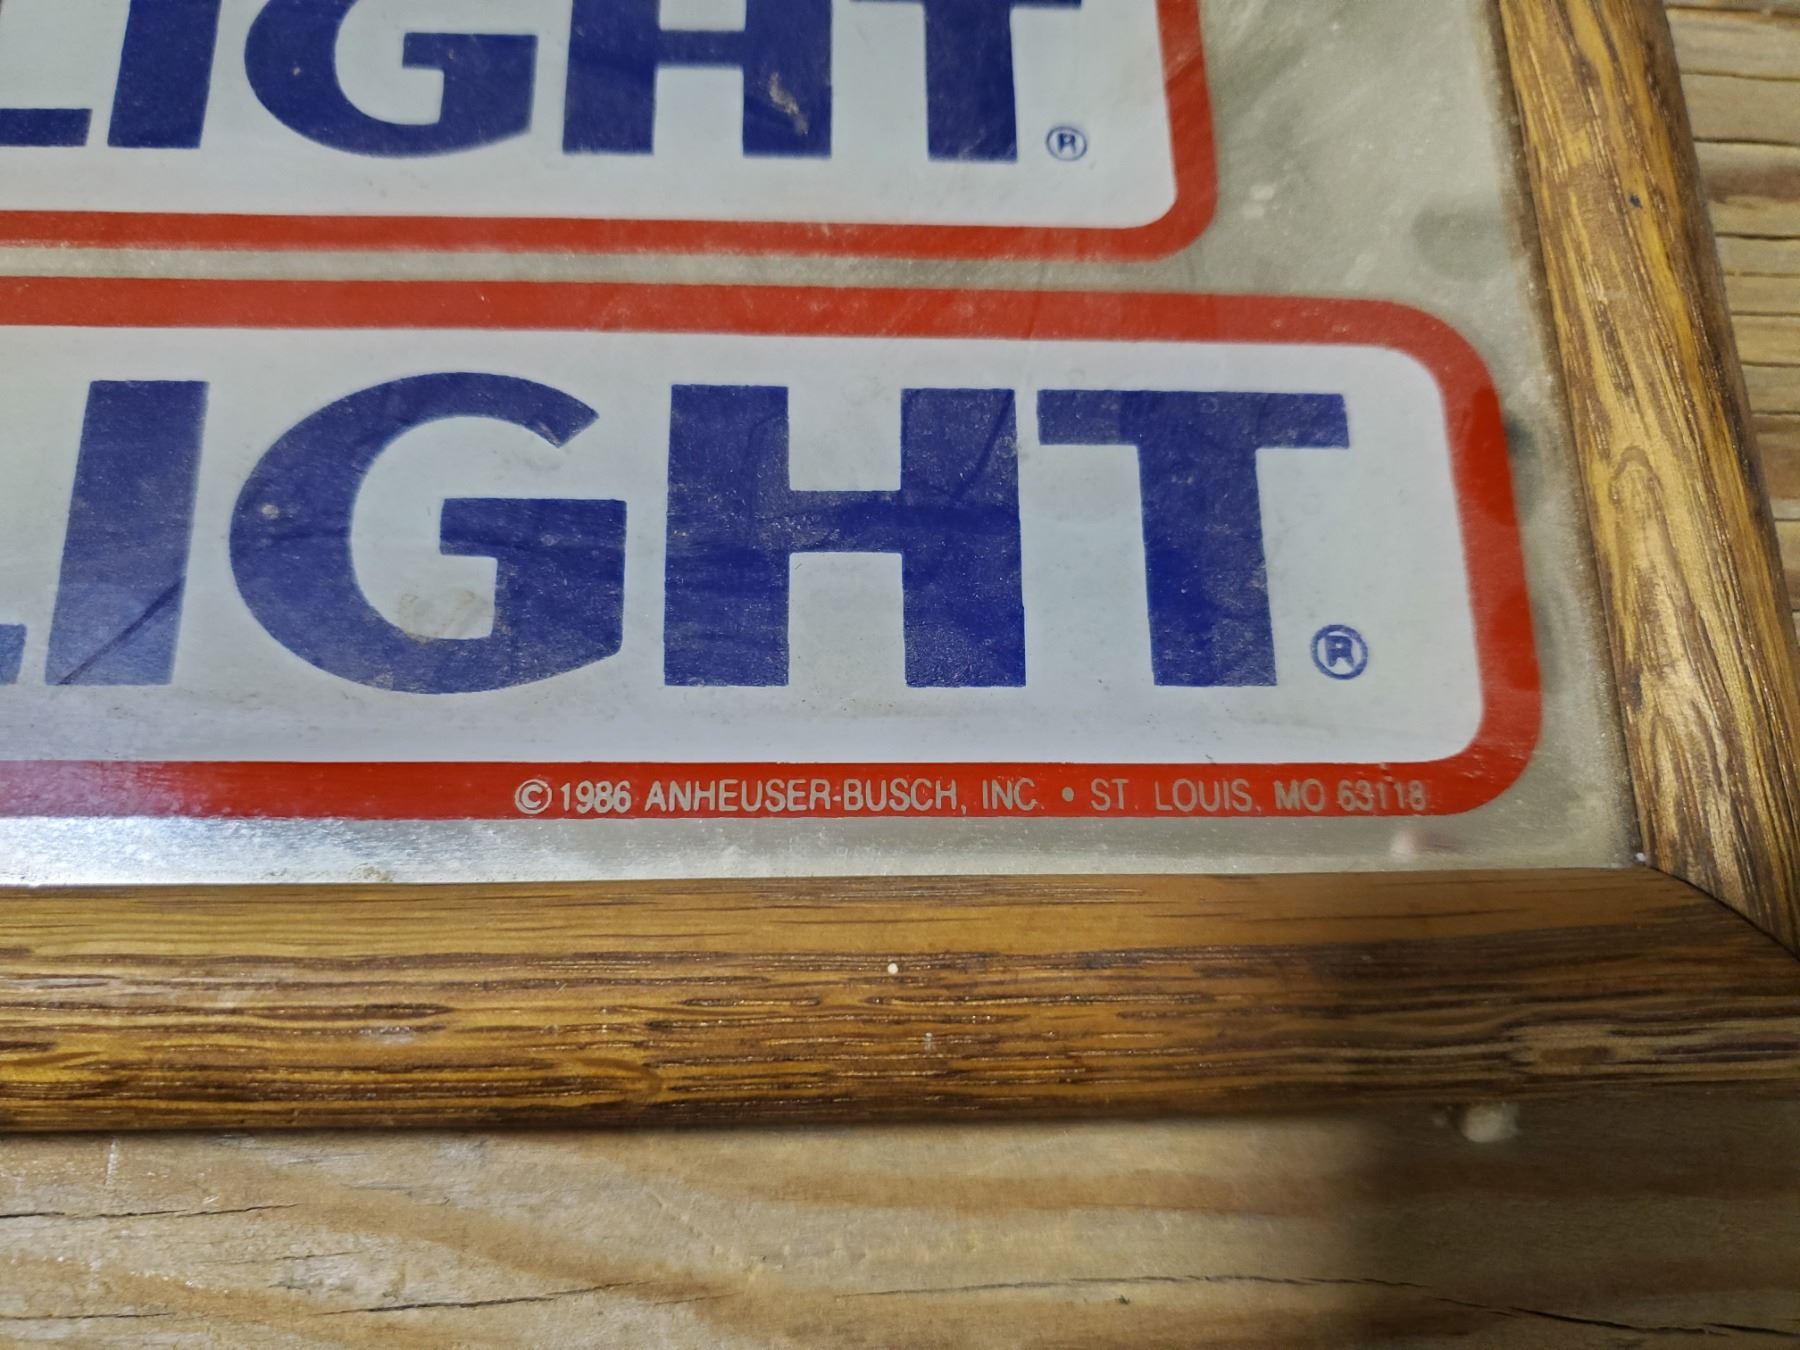 LIGHT®
LIGHT®
© 1986 ANHEUSER-BUSCH, INC. • ST. LOUIS, MO 63118